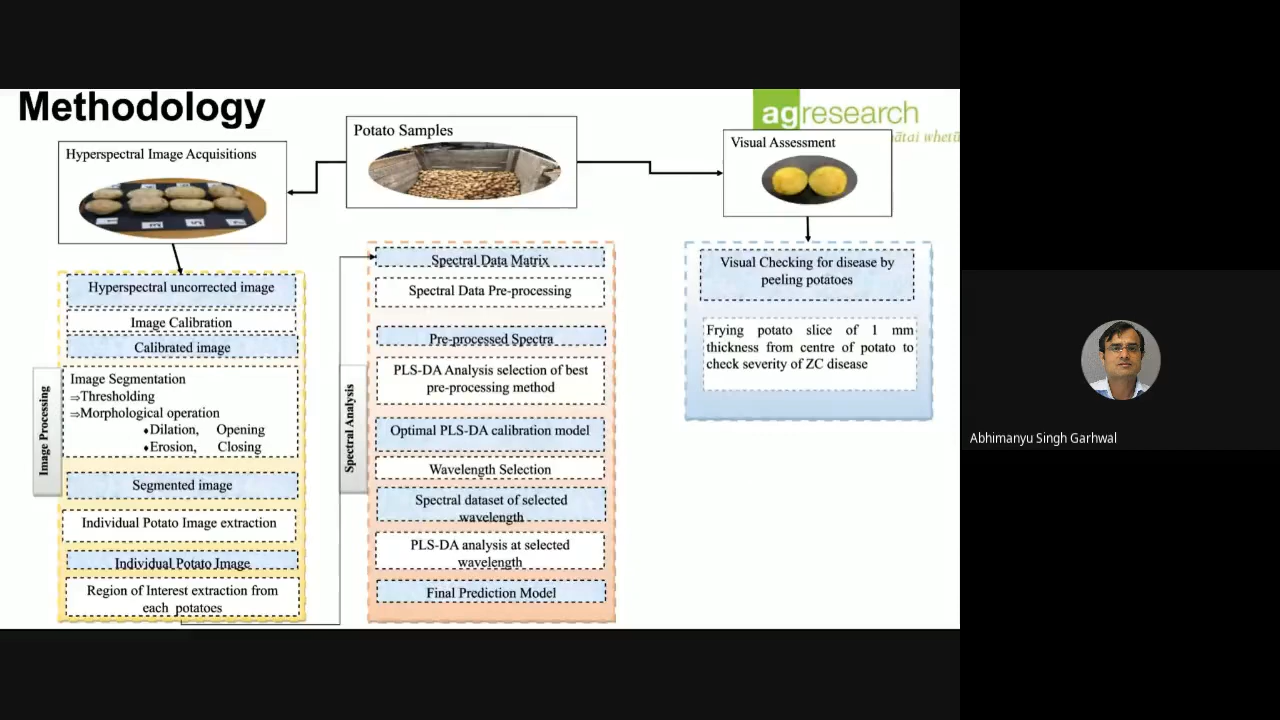 Methodology
agresearch
ātai whetū
Potato Samples
Hyperspectral Image Acquisitions
Visual Assessment
Hyperspectral uncorrected image
Image Calibration
Calibrated image
Image Processing
Image Segmentation
⇒Thresholding
⇒Morphological operation
♦Dilation, Opening
♦Erosion, Closing
Segmented image
Individual Potato Image extraction
Individual Potato Image
Region of Interest extraction from
each potatoes
Spectral Analysis
Spectral Data Matrix
Spectral Data Pre-processing
Pre-processed Spectra
PLS-DA Analysis selection of best
pre-processing method
Optimal PLS-DA calibration model
Wavelength Selection
Spectral dataset of selected
wavelength
PLS-DA analysis at selected
wavelength
Final Prediction Model
Visual Checking for disease by
peeling potatoes
Frying potato slice of 1 mm
thickness from centre of potato to
check severity of ZC disease
Abhimanyu Singh Garhwal